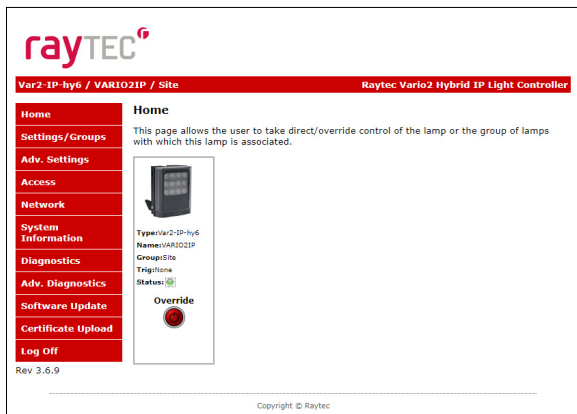 rayTEC
Var2-IP-hy6 / VARIO2IP / Site
Raytec Vario2 Hybrid IP Light Controller
Home
Settings/Groups
Adv. Settings
Access
Network
System
Information
Diagnostics
Adv. Diagnostics
Software Update
Certificate Upload
Log Off
Rev 3.6.9
Home
This page allows the user to take direct/override control of the lamp or the group of lamps
with which this lamp is associated.
Type:Var2-IP-hy6
Name:VARIO2IP
Group:Site
Trig:None
Status:
Override
Copyright © Raytec